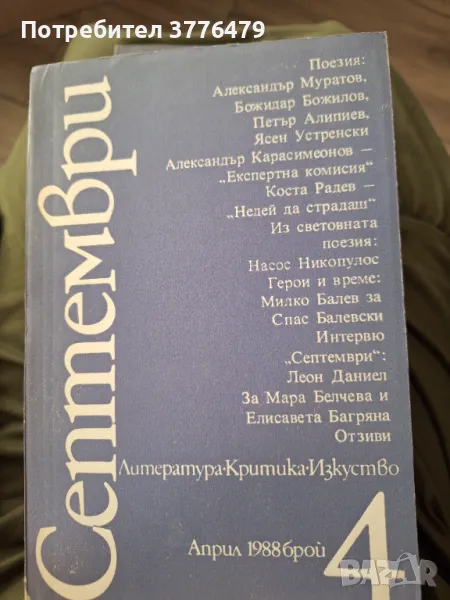 Потребител 3776479
Септември
Поезия:
Александър Муратов,
Божидар Божилов,
Петър Алипиев,
Ясен Устренски
Александър Карасимеонов —
„Експертна комисия“
Коста Радев —
„Недей да страдаш“
Из световната
поезия:
Насос Никопулос
Герои и време:
Милко Балев за
Спас Балевски
Интервю
„Септември“:
Леон Даниел
За Мара Белчева и
Елисавета Багряна
Отзиви
Литература·Критика·Изкуство
Април 1988 брой 4
BAZAR